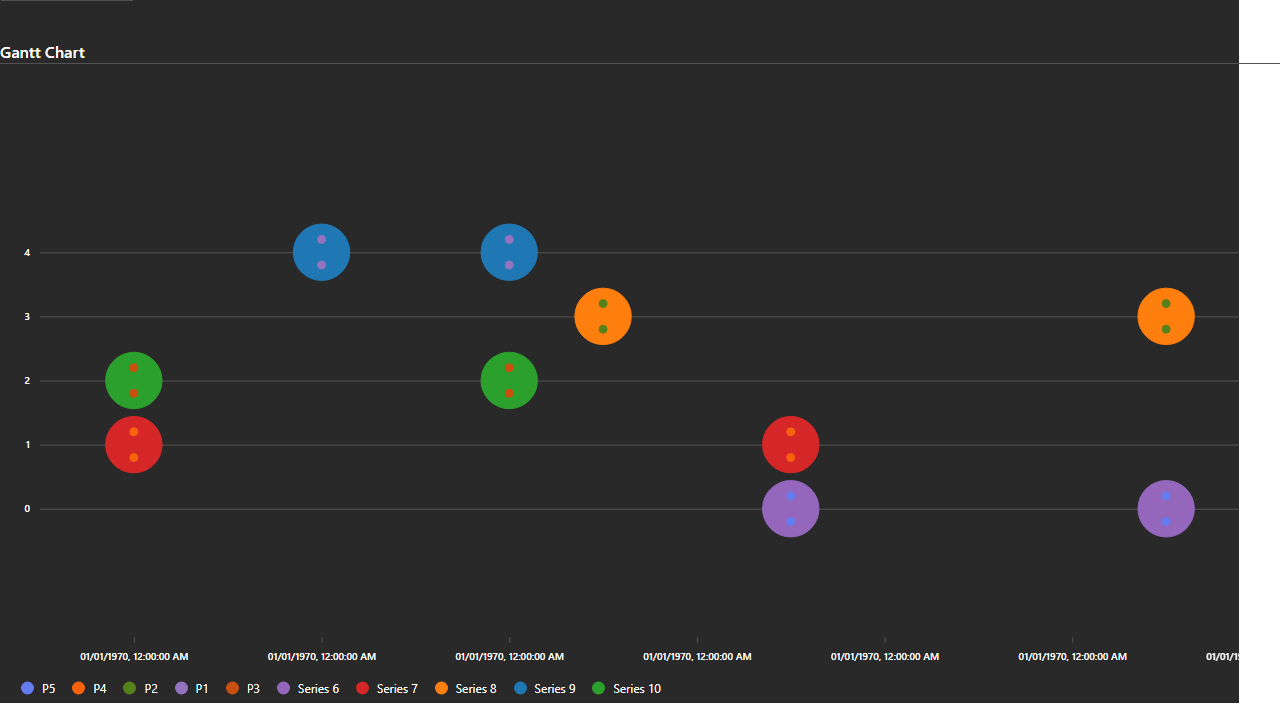 Gantt Chart
4
3
2
1
0
01/01/1970, 12:00:00 AM 01/01/1970, 12:00:00 AM 01/01/1970, 12:00:00 AM 01/01/1970, 12:00:00 AM 01/01/1970, 12:00:00 AM 01/01/1970, 12:00:00 AM 01/01/1
P5 P4 P2 P1 P3 Series 6 Series 7 Series 8 Series 9 Series 10